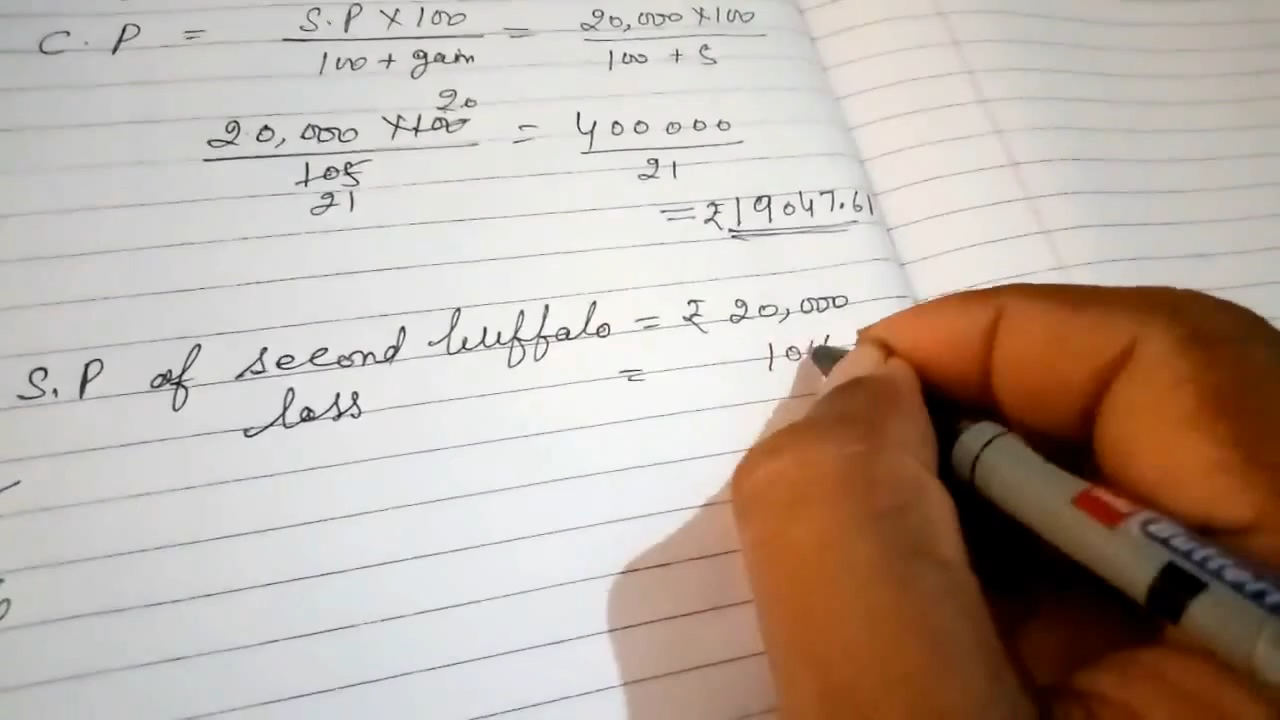 C.P = S.P × 100 / 100 + gain = 20,000 × 100 / 100 + 5
20
20,000 × 100 / 105 = 400000 / 21
21
= ₹19047.61
S.P of second buffalo = ₹ 20,000
loss = 10%